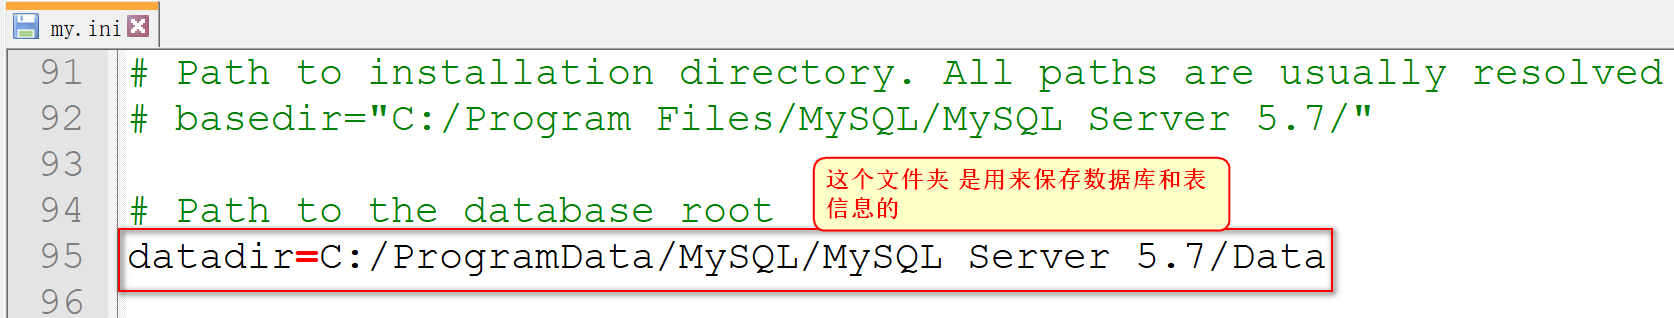 my.ini
91 # Path to installation directory. All paths are usually resolved
92 # basedir="C:/Program Files/MySQL/MySQL Server 5.7/"
93
这个文件夹 是用来保存数据库和表
信息的
94 # Path to the database root
95 datadir=C:/ProgramData/MySQL/MySQL Server 5.7/Data
96